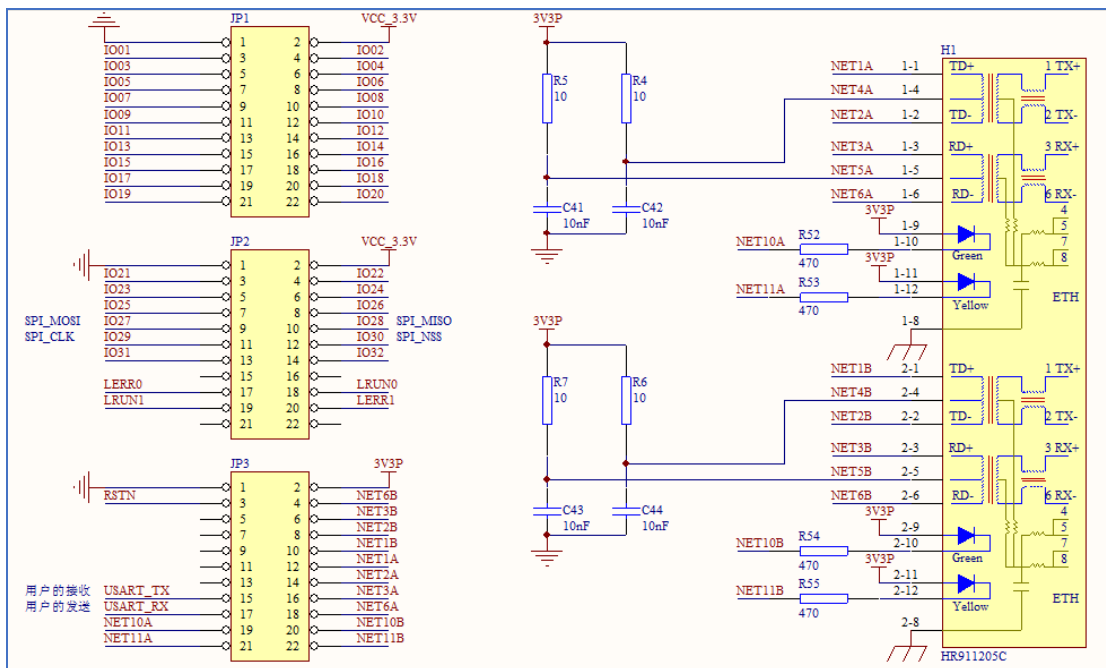 JP1
VCC_3.3V
1 2
IO01 3 4 IO02
IO03 5 6 IO04
IO05 7 8 IO06
IO07 9 10 IO08
IO09 11 12 IO10
IO11 13 14 IO12
IO13 15 16 IO14
IO15 17 18 IO16
IO17 19 20 IO18
IO19 21 22 IO20
JP2
VCC_3.3V
1 2
IO21 3 4 IO22
IO23 5 6 IO24
IO25 7 8 IO26
SPI_MOSI IO27 9 10 IO28 SPI_MISO
SPI_CLK IO29 11 12 IO30 SPI_NSS
IO31 13 14 IO32
15 16
LERR0 17 18 LRUN0
LRUN1 19 20 LERR1
21 22
JP3
3V3P
1 2
RSTN 3 4 NET6B
5 6 NET3B
7 8 NET2B
9 10 NET1B
11 12 NET1A
13 14 NET2A
用户的接收 USART_TX 15 16 NET3A
用户的发送 USART_RX 17 18 NET6A
NET10A 19 20 NET10B
NET11A 21 22 NET11B
3V3P
R5
10
R4
10
C41
10nF
C42
10nF
NET10A
R52
470
NET11A
R53
470
3V3P
R7
10
R6
10
C43
10nF
C44
10nF
NET10B
R54
470
NET11B
R55
470
H1
NET1A 1-1 TD+ 1 TX+
NET4A 1-4
NET2A 1-2 TD- 2 TX-
NET3A 1-3 RD+ 3 RX+
NET5A 1-5
NET6A 1-6 RD- 6 RX-
4
5
7
8
3V3P 1-9
1-10 Green
3V3P 1-11
1-12 Yellow
ETH
1-8
NET1B 2-1 TD+ 1 TX+
NET4B 2-4
NET2B 2-2 TD- 2 TX-
NET3B 2-3 RD+ 3 RX+
NET5B 2-5
NET6B 2-6 RD- 6 RX-
4
5
7
8
3V3P 2-9
2-10 Green
3V3P 2-11
2-12 Yellow
ETH
2-8
HR911205C